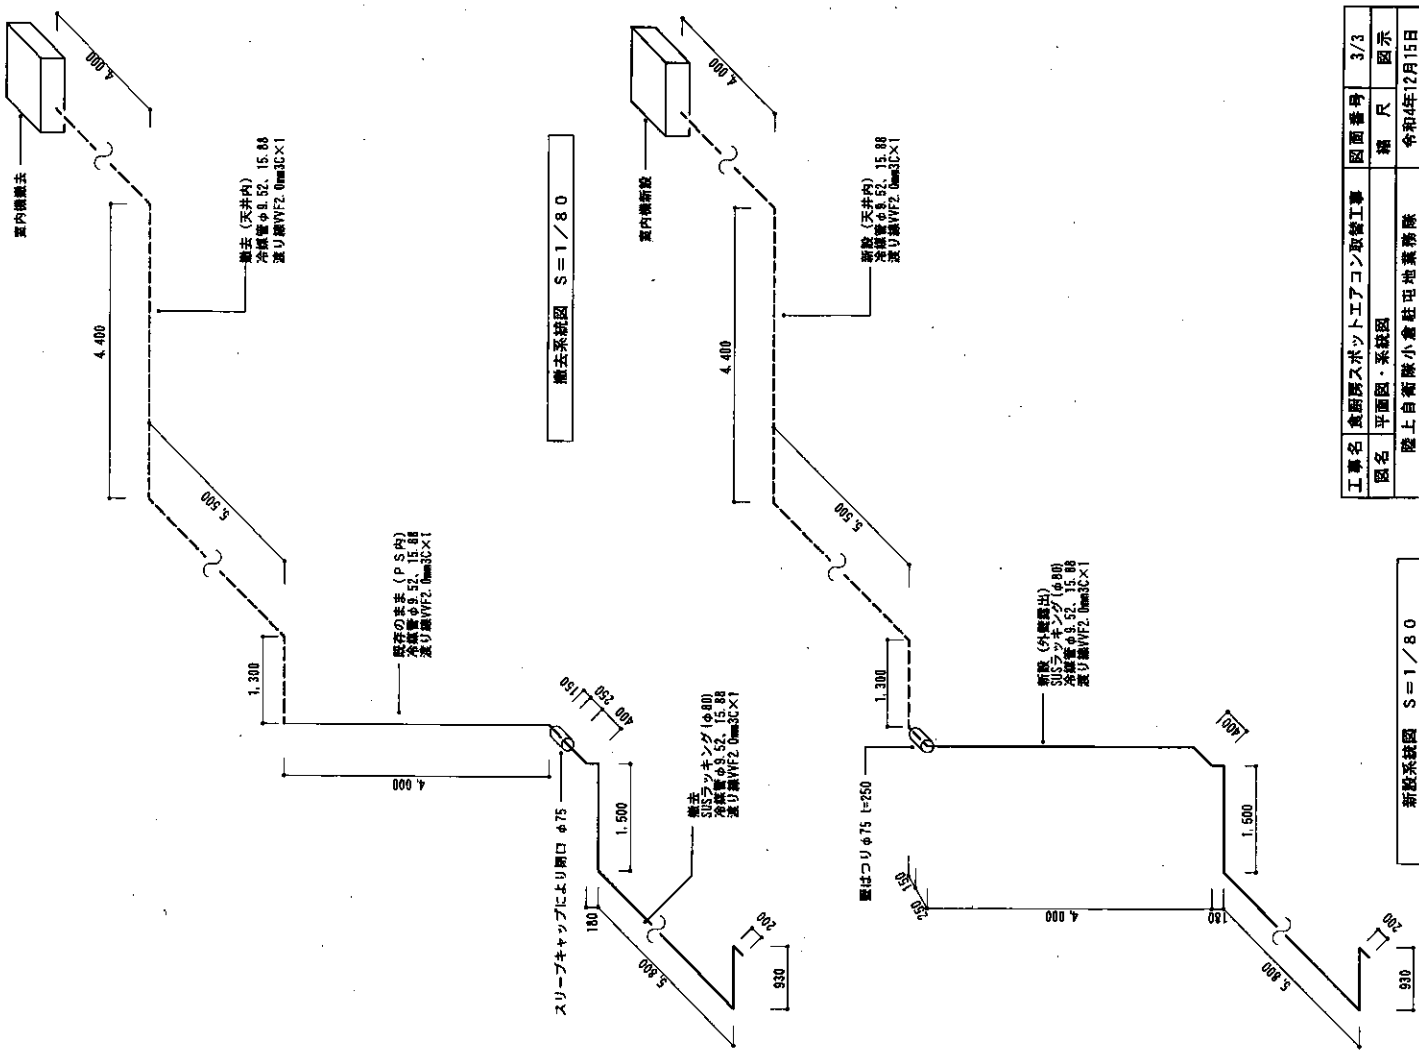 室内機撤去
4,000
撤去（天井内）
冷媒管φ9.52、15.88
渡り線VVF2.0mm3C×1
4,400
5,500
既存のまま（ＰＳ内）
冷媒管φ9.52、15.88
渡り線VVF2.0mm3C×1
1,300
4,000
150
250
400
スリーブキャップにより閉口 φ75
1,500
180
撤去
SUSラッキング(φ80)
冷媒管φ9.52、15.88
渡り線VVF2.0mm3C×1
5,800
930
200
撤去系統図 Ｓ＝１／８０
室内機新設
4,000
新設（天井内）
冷媒管φ9.52、15.88
渡り線VVF2.0mm3C×1
4,400
5,500
新設（外壁露出）
SUSラッキング(φ80)
冷媒管φ9.52、15.88
渡り線VVF2.0mm3C×1
1,300
壁はつりφ75 L=250
150
250
4,000
400
1,500
180
5,800
930
200
新設系統図 Ｓ＝１／８０
工事名 食厨房スポットエアコン取替工事 図面番号 3/3
図名 平面図・系統図 縮尺 図示
陸上自衛隊小倉駐屯地業務隊 令和4年12月15日